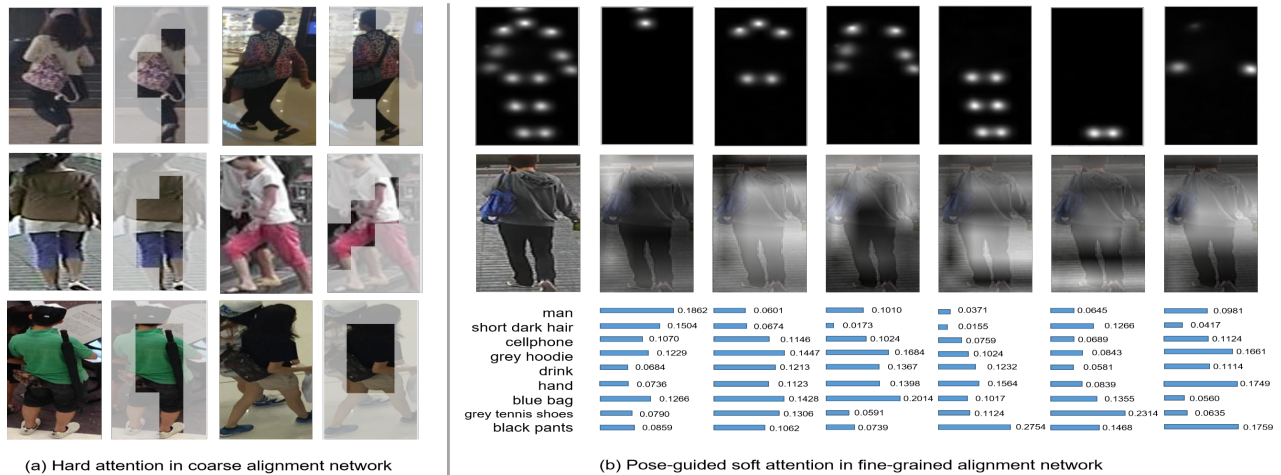 man 0.1862 0.0601 0.1010 0.0371 0.0645 0.0981
short dark hair 0.1504 0.0674 0.0173 0.0155 0.1266 0.0417
cellphone 0.1070 0.1146 0.1024 0.0759 0.0689 0.1124
grey hoodie 0.1229 0.1447 0.1684 0.1024 0.0843 0.1661
drink 0.0684 0.1213 0.1367 0.1232 0.0581 0.1114
hand 0.0736 0.1123 0.1398 0.1564 0.0839 0.1749
blue bag 0.1266 0.1428 0.2014 0.1017 0.1355 0.0560
grey tennis shoes 0.0790 0.1306 0.0591 0.1124 0.2314 0.0635
black pants 0.0859 0.1062 0.0739 0.2754 0.1468 0.1759
(a) Hard attention in coarse alignment network
(b) Pose-guided soft attention in fine-grained alignment network